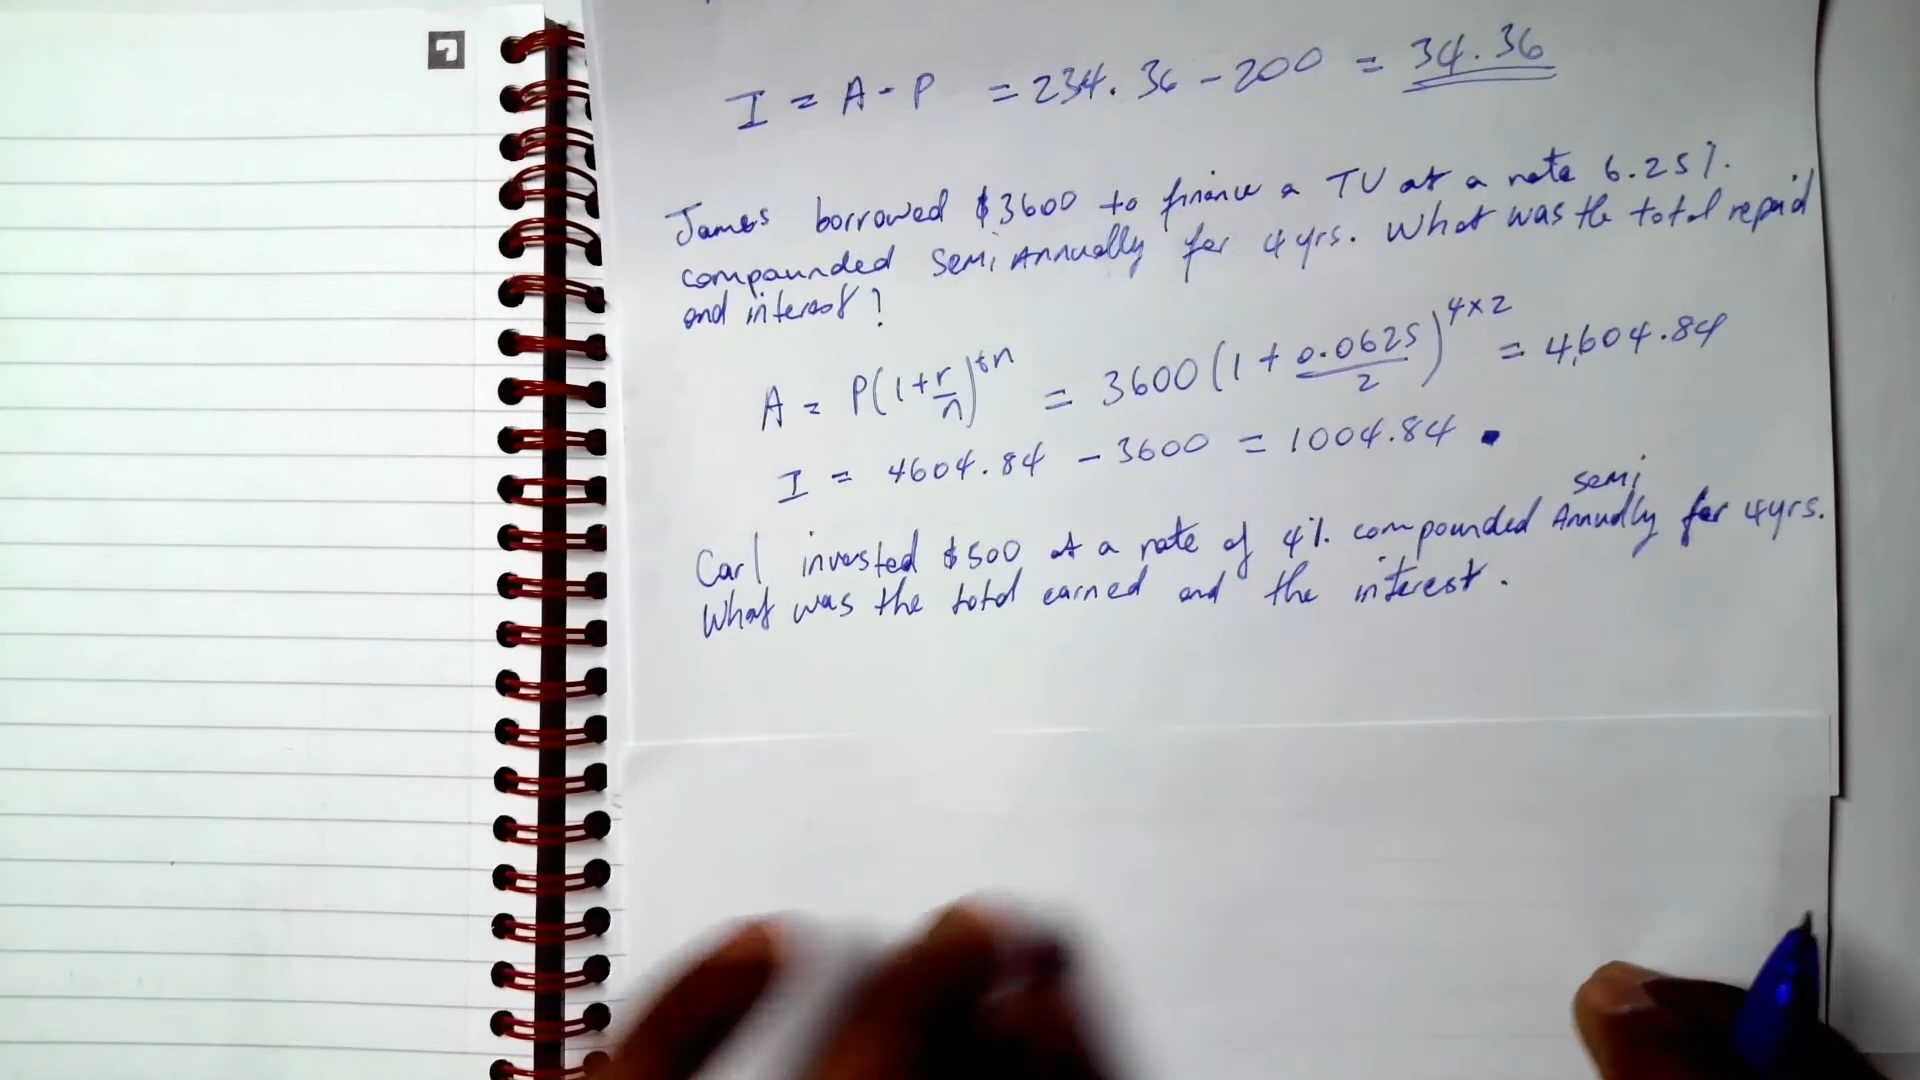 I = A - P = 234.36 - 200 = 34.36
James borrowed $3600 to finance a TV at a rate 6.25%.
compounded Semi Annually for 4 yrs. What was the total repaid
and interest?
A = P(1+r/n)^tn = 3600(1 + 0.0625/2)^4×2 = 4,604.84
I = 4604.84 - 3600 = 1004.84.
semi
Carl invested $500 at a rate of 4%. compounded Annually for 4yrs.
What was the total earned and the interest.